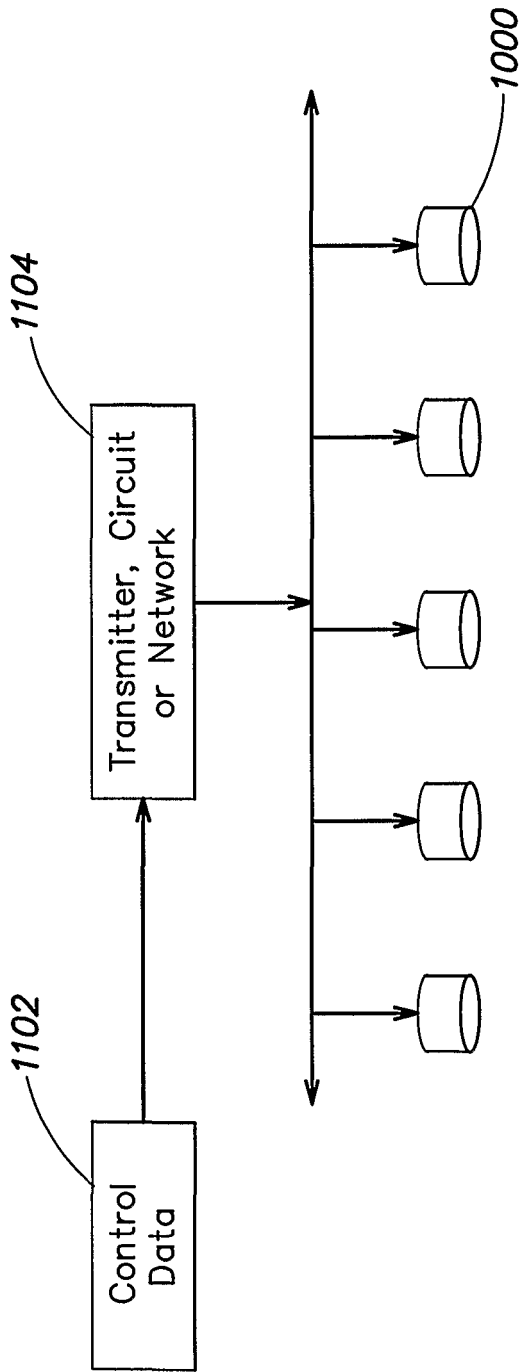 1102
Control
Data
1104
Transmitter, Circuit
or Network
1000